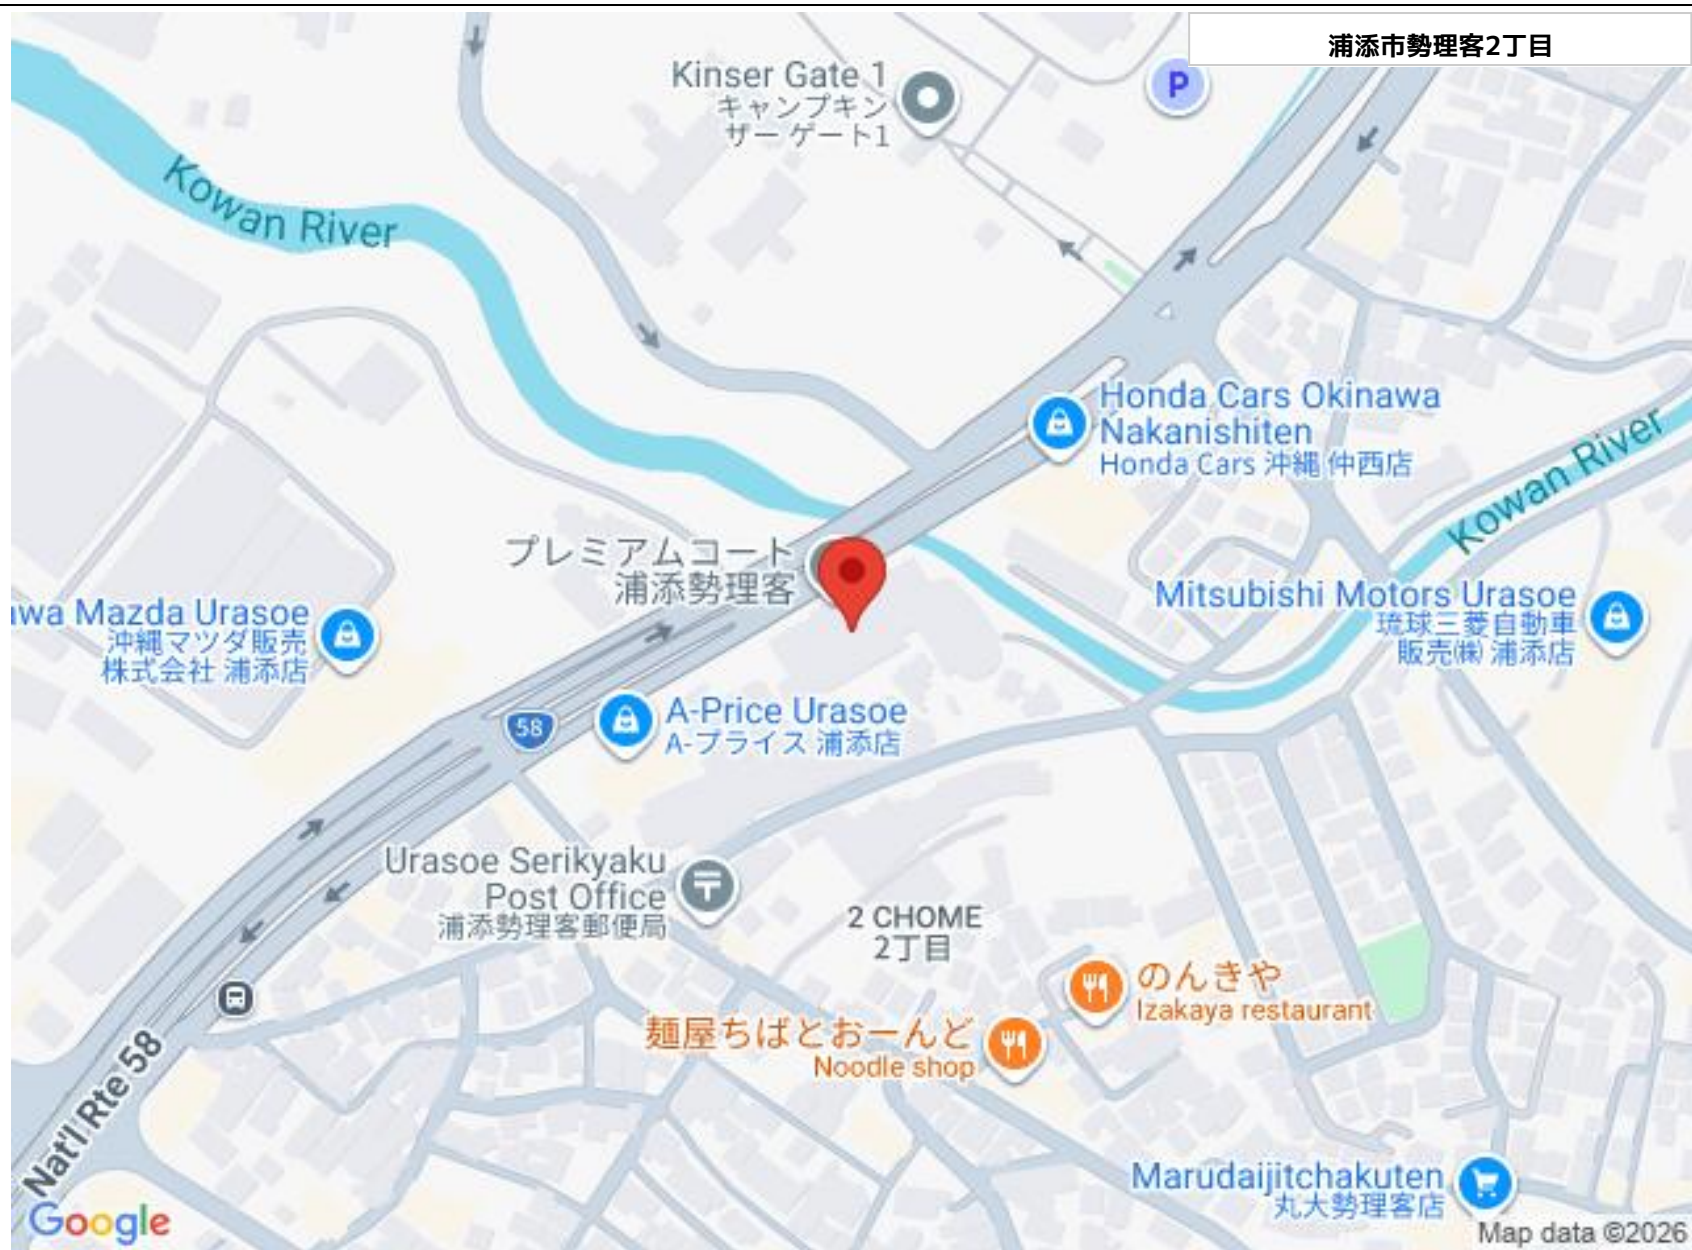 浦添市勢理客2丁目
Kinser Gate 1
キャンプキン
ザー ゲート1
P
Kowan River
Honda Cars Okinawa
Nakanishiten
Honda Cars 沖縄 仲西店
Kowan River
プレミアムコート
浦添勢理客
Mitsubishi Motors Urasoe
琉球三菱自動車
販売㈱ 浦添店
wa Mazda Urasoe
沖縄マツダ販売
株式会社 浦添店
58
A-Price Urasoe
A-プライス 浦添店
Urasoe Serikyaku
Post Office
浦添勢理客郵便局
2 CHOME
2丁目
のんきや
Izakaya restaurant
麺屋ちばとおーんど
Noodle shop
Nat'l Rte 58
Marudaijitchakuten
丸大勢理客店
Google
Map data ©2026